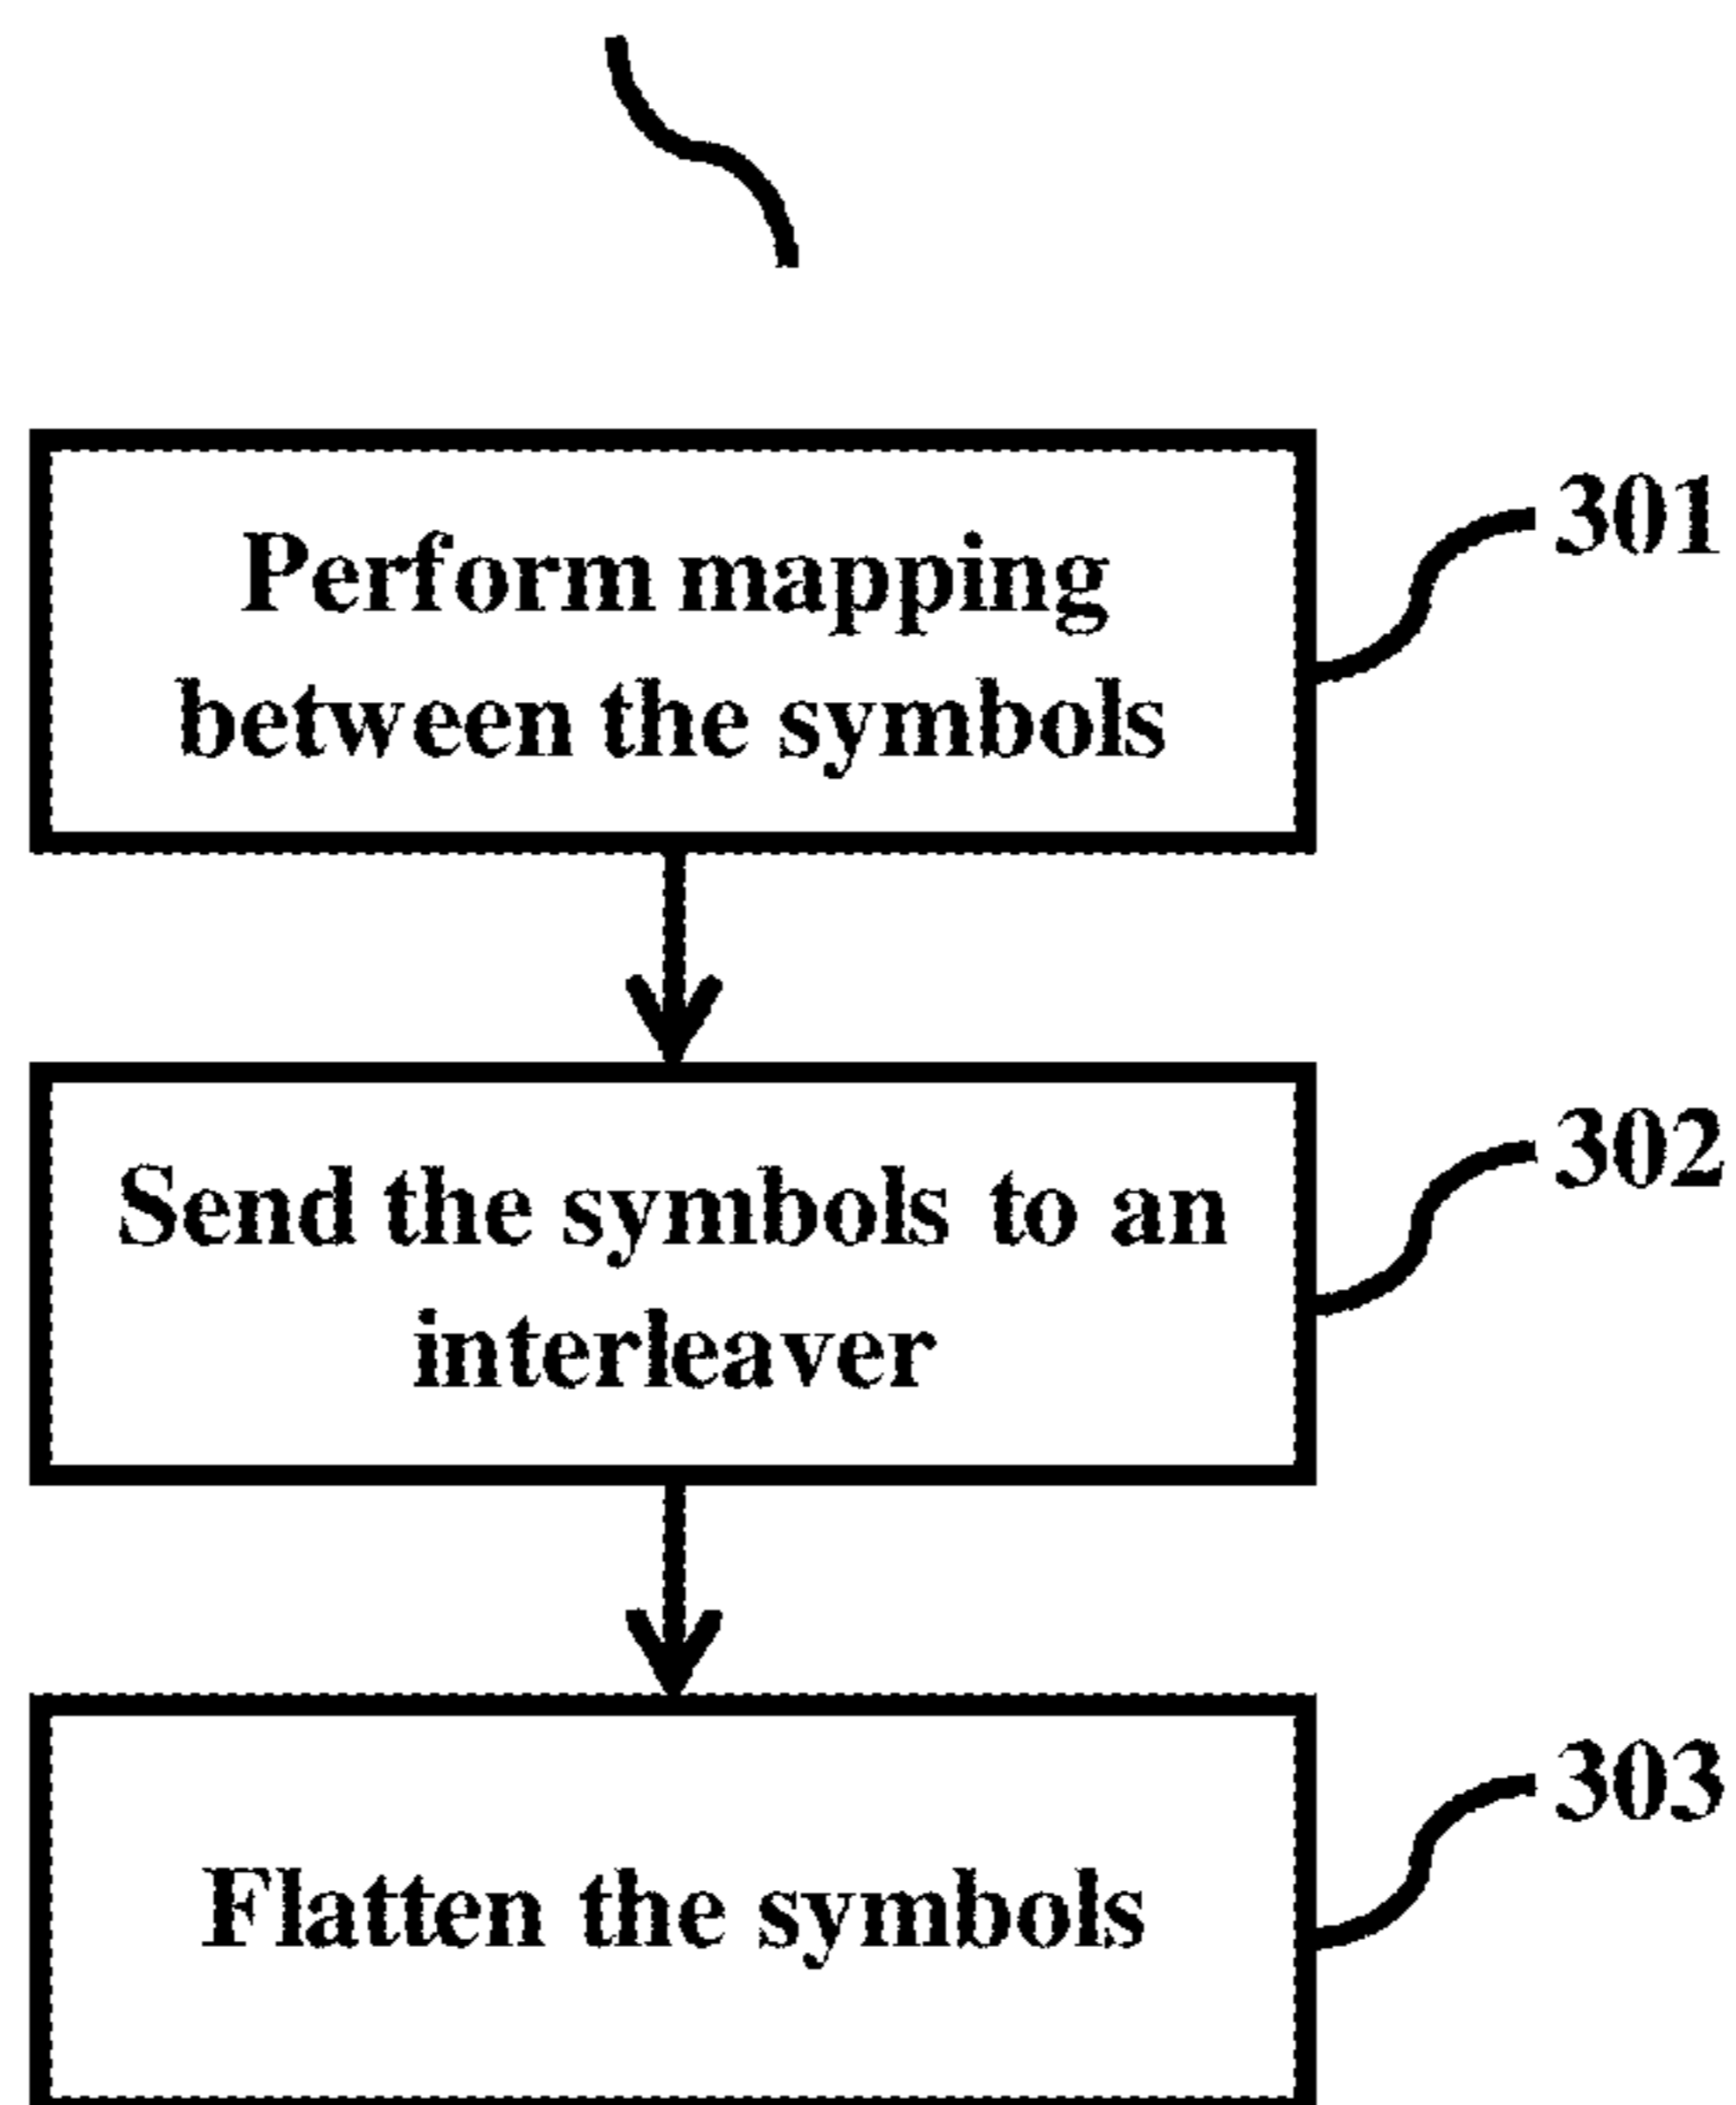 301
Perform mapping
between the symbols
302
Send the symbols to an
interleaver
303
Flatten the symbols